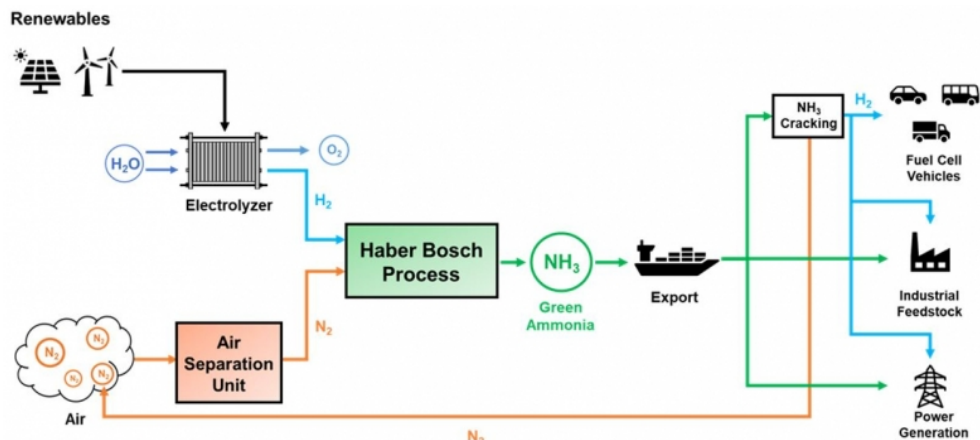 Renewables
H₂O
O₂
Electrolyzer
H₂
Haber Bosch
Process
NH₃
Green
Ammonia
Export
NH₃
Cracking
H₂
Fuel Cell
Vehicles
Industrial
Feedstock
Power
Generation
N₂
N₂
N₂
N₂
Air
Air
Separation
Unit
N₂
N₂